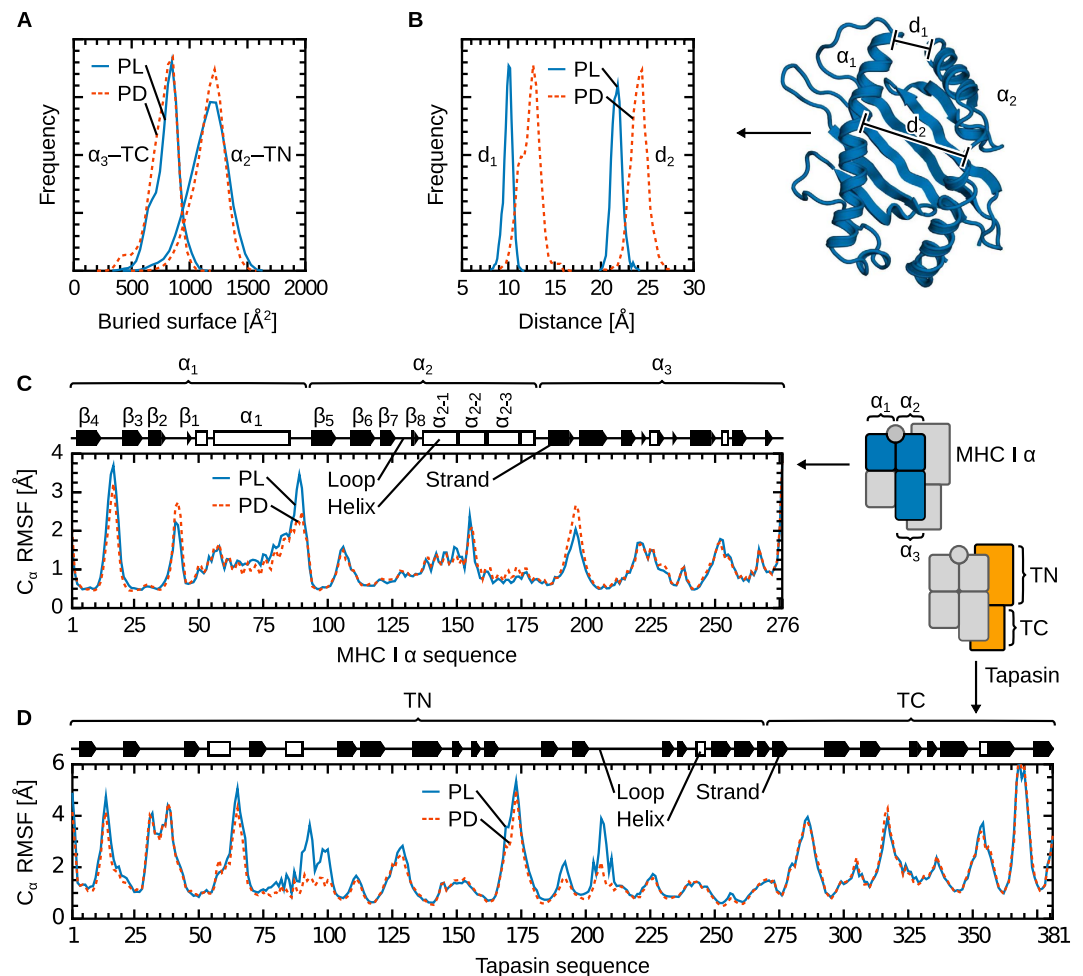 A
Frequency
PL
PD
α3–TC
α2–TN
0 500 1000 1500 2000
Buried surface [Å2]
B
Frequency
PL
PD
d1
d2
5 10 15 20 25 30
Distance [Å]
α1
d1
α2
d2
C
α1 α2 α3
β4 β3 β2 β1 α1 β5 β6 β7 β8 α2-1 α2-2 α2-3
Cα RMSF [Å]
4
3
2
1
0
PL
PD
Loop
Helix
Strand
1 25 50 75 100 125 150 175 200 225 250 276
MHC I α sequence
α1 α2
MHC I α
α3
TN
TC
Tapasin
D
TN TC
Cα RMSF [Å]
6
4
2
0
PL
PD
Loop
Helix
Strand
1 25 50 75 100 125 150 175 200 225 250 275 300 325 350 381
Tapasin sequence